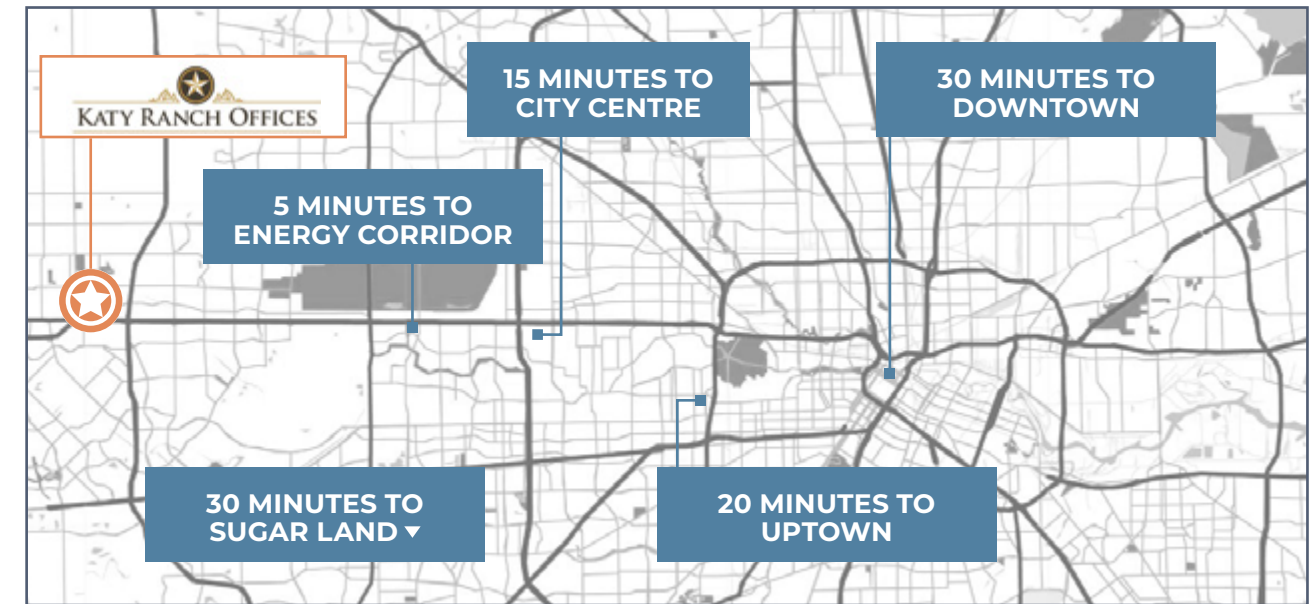 KATY RANCH OFFICES
15 MINUTES TO
CITY CENTRE
30 MINUTES TO
DOWNTOWN
5 MINUTES TO
ENERGY CORRIDOR
30 MINUTES TO
SUGAR LAND
20 MINUTES TO
UPTOWN